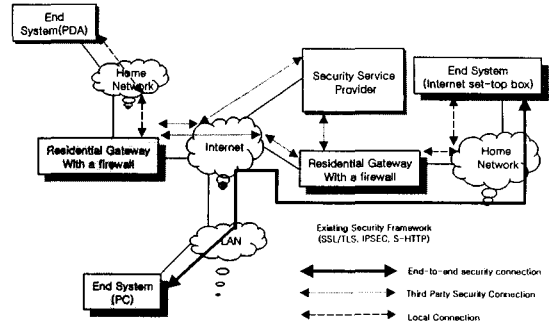 End
System(PDA)
Home
Network
Residential Gateway
With a firewall
Internet
Security Service
Provider
End System
(Internet set-top box)
Residential Gateway
With a firewall
Home
Network
LAN
End System
(PC)
Existing Security Framework
(SSL/TLS, IPSEC, S-HTTP)
End-to-end security connection
Third Party Security Connection
Local Connection